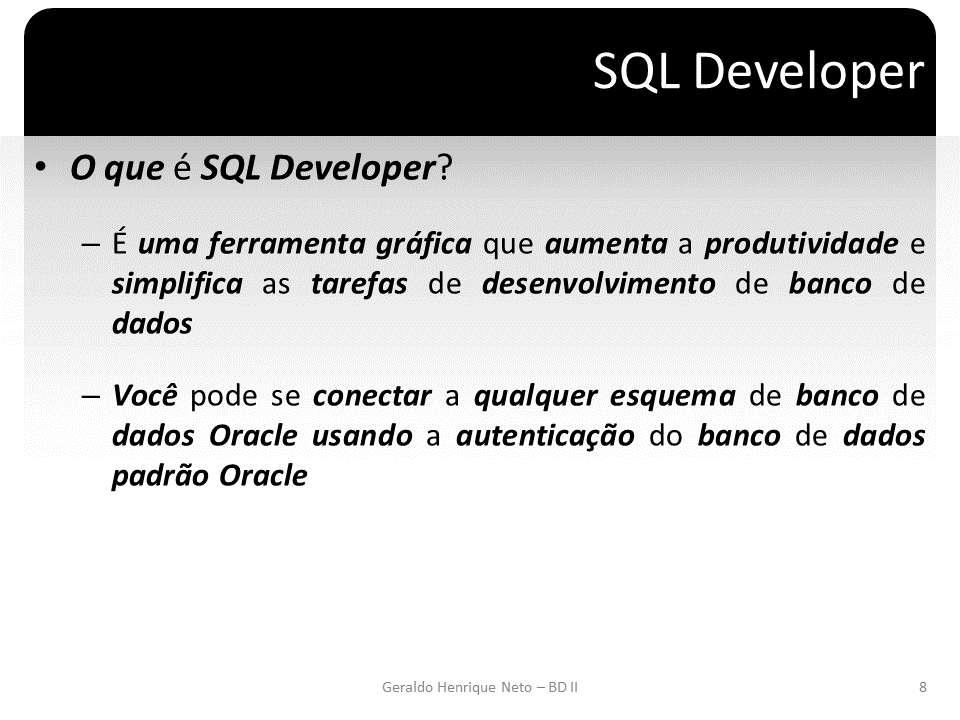 SQL Developer
• O que é SQL Developer?
– É uma ferramenta gráfica que aumenta a produtividade e
simplifica as tarefas de desenvolvimento de banco de
dados
– Você pode se conectar a qualquer esquema de banco de
dados Oracle usando a autenticação do banco de dados
padrão Oracle
Geraldo Henrique Neto – BD II
8